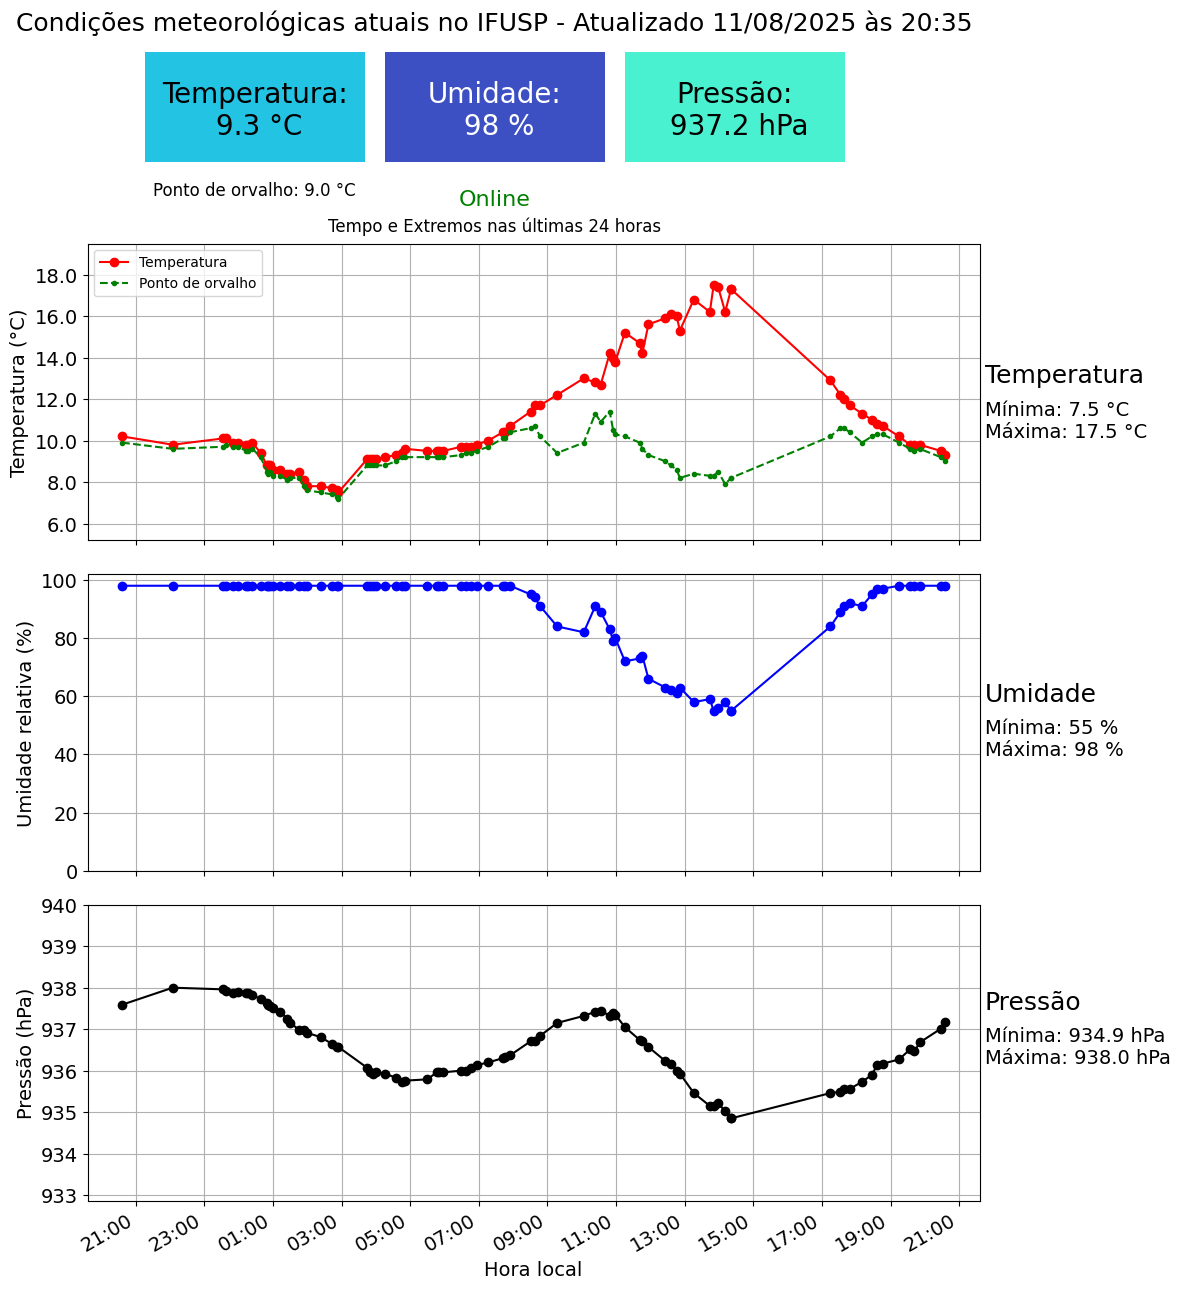 Condições meteorológicas atuais no IFUSP - Atualizado 11/08/2025 às 20:35
Temperatura:
9.3 °C
Umidade:
98 %
Pressão:
937.2 hPa
Ponto de orvalho: 9.0 °C
Online
Tempo e Extremos nas últimas 24 horas
Temperatura
Ponto de orvalho
Temperatura (°C)
18.0
16.0
14.0
12.0
10.0
8.0
6.0
Temperatura
Mínima: 7.5 °C
Máxima: 17.5 °C
Umidade relativa (%)
100
80
60
40
20
0
Umidade
Mínima: 55 %
Máxima: 98 %
Pressão (hPa)
940
939
938
937
936
935
934
933
Pressão
Mínima: 934.9 hPa
Máxima: 938.0 hPa
21:00 23:00 01:00 03:00 05:00 07:00 09:00 11:00 13:00 15:00 17:00 19:00 21:00
Hora local